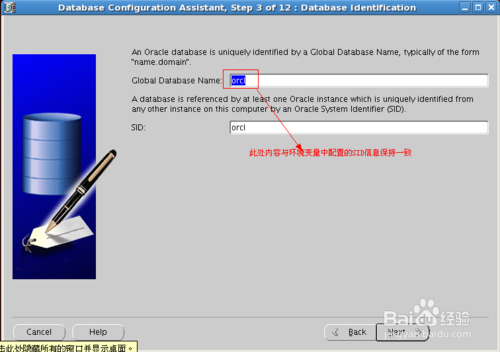 Database Configuration Assistant, Step 3 of 12 : Database Identification
An Oracle database is uniquely identified by a Global Database Name, typically of the form
"name.domain".
Global Database Name: orcl
A database is referenced by at least one Oracle instance which is uniquely identified from
any other instance on this computer by an Oracle System Identifier (SID).
SID: orcl
此处内容与环境变量中配置的SID信息保持一致
Cancel Help Back Next
Baidu 经验
jingyan.baidu.com
击此处隐藏所有的窗口并显示桌面。